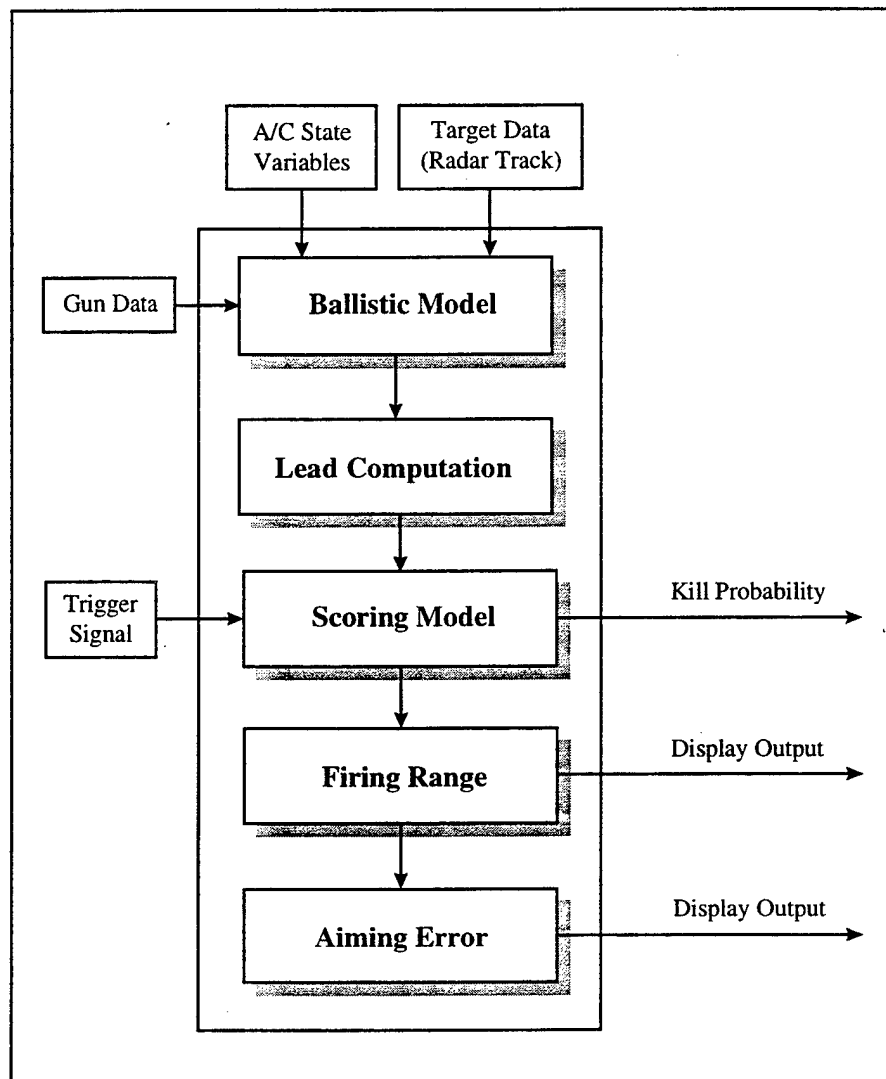 A/C State
Variables
Target Data
(Radar Track)
Gun Data
Ballistic Model
Lead Computation
Trigger
Signal
Scoring Model
Kill Probability
Firing Range
Display Output
Aiming Error
Display Output